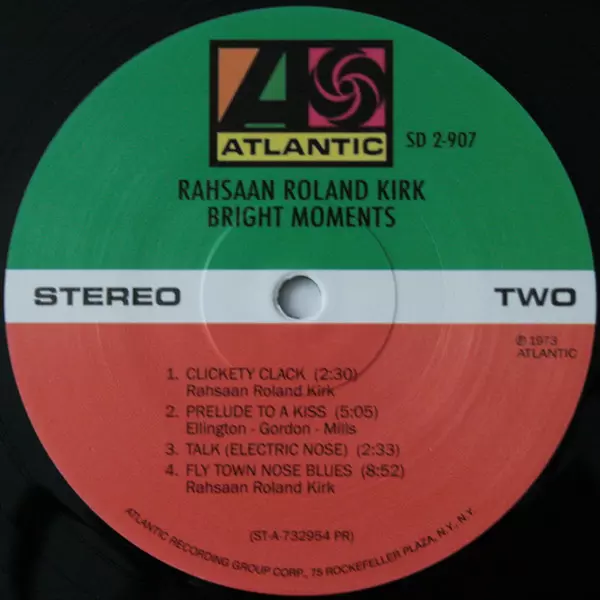 ATLANTIC
SD 2-907
RAHSAAN ROLAND KIRK
BRIGHT MOMENTS
STEREO
TWO
℗ 1973
ATLANTIC
1. CLICKETY CLACK (2:30)
Rahsaan Roland Kirk
2. PRELUDE TO A KISS (5:05)
Ellington - Gordon - Mills
3. TALK (ELECTRIC NOSE) (2:33)
4. FLY TOWN NOSE BLUES (8:52)
Rahsaan Roland Kirk
(ST-A-732954 PR)
ATLANTIC RECORDING GROUP CORP., 75 ROCKEFELLER PLAZA, N.Y., N.Y.